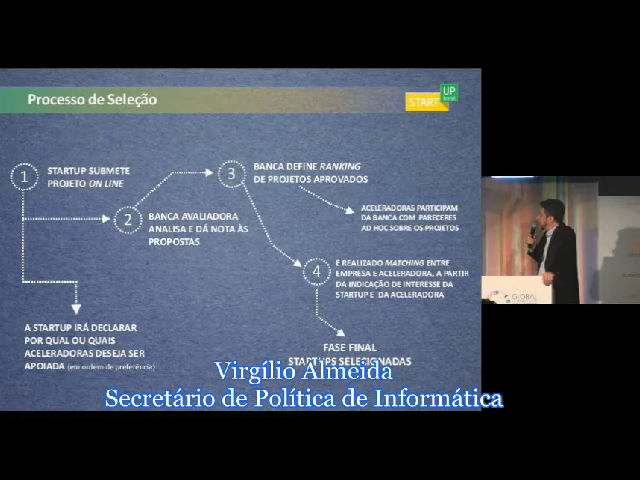 Processo de Seleção
START
UP
1
STARTUP SUBMETE
PROJETO ON LINE
2
BANCA AVALIADORA
ANALISA E DÁ NOTA ÀS
PROPOSTAS
3
BANCA DEFINE RANKING
DE PROJETOS APROVADOS
ACELERADORAS PARTICIPAM
DA BANCA COM PARECERES
AD HOC SOBRE OS PROJETOS
4
É REALIZADO MATCHING ENTRE
EMPRESA E ACELERADORA, A PARTIR
DA INDICAÇÃO DE INTERESSE DA
STARTUP E DA ACELERADORA
A STARTUP IRÁ DECLARAR
POR QUAL OU QUAIS
ACELERADORAS DESEJA SER
APOIADA (em ordem de preferência)
FASE FINAL
STARTUPS SELECIONADAS
Virgílio Almeida
Secretário de Política de Informática
GLOBAL